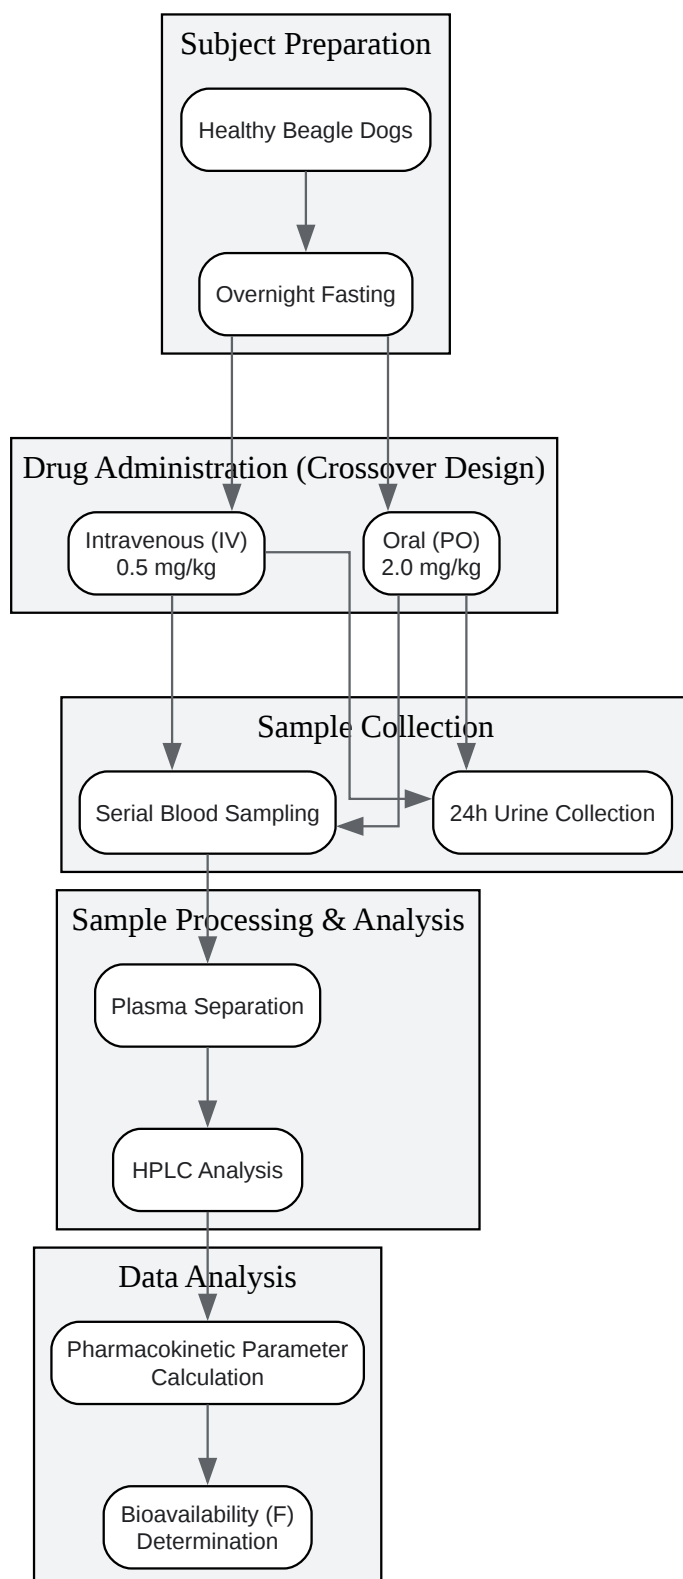 Subject Preparation
Healthy Beagle Dogs
Overnight Fasting
Drug Administration (Crossover Design)
Intravenous (IV)
0.5 mg/kg
Oral (PO)
2.0 mg/kg
Sample Collection
Serial Blood Sampling
24h Urine Collection
Sample Processing & Analysis
Plasma Separation
HPLC Analysis
Data Analysis
Pharmacokinetic Parameter
Calculation
Bioavailability (F)
Determination